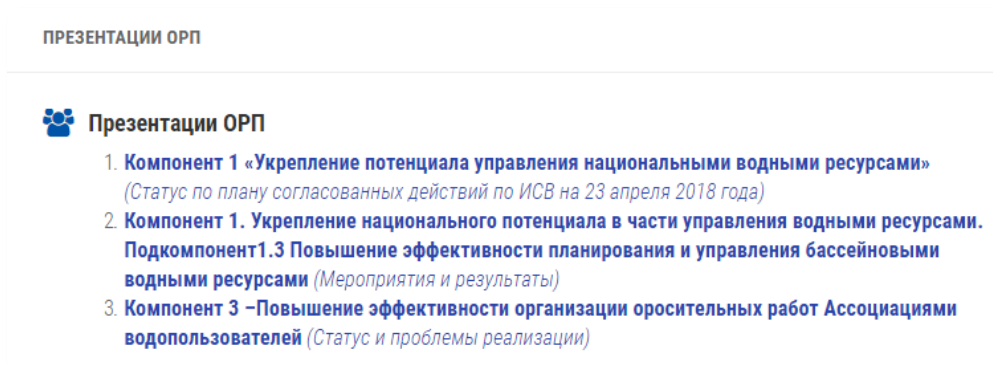 ПРЕЗЕНТАЦИИ ОРП
Презентации ОРП
1. Компонент 1 «Укрепление потенциала управления национальными водными ресурсами»
(Статус по плану согласованных действий по ИСВ на 23 апреля 2018 года)
2. Компонент 1. Укрепление национального потенциала в части управления водными ресурсами.
Подкомпонент1.3 Повышение эффективности планирования и управления бассейновыми
водными ресурсами (Мероприятия и результаты)
3. Компонент 3 –Повышение эффективности организации оросительных работ Ассоциациями
водопользователей (Статус и проблемы реализации)